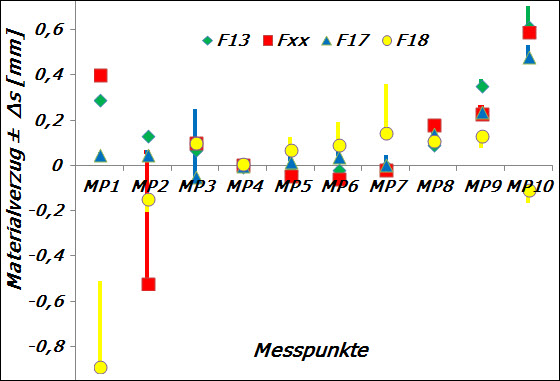 0,6
F13 Fxx F17 F18
0,4
0,2
0
MP1 MP2 MP3 MP4 MP5 MP6 MP7 MP8 MP9 MP10
-0,2
-0,4
-0,6
-0,8
Materialverzug ± Δs [mm]
Messpunkte